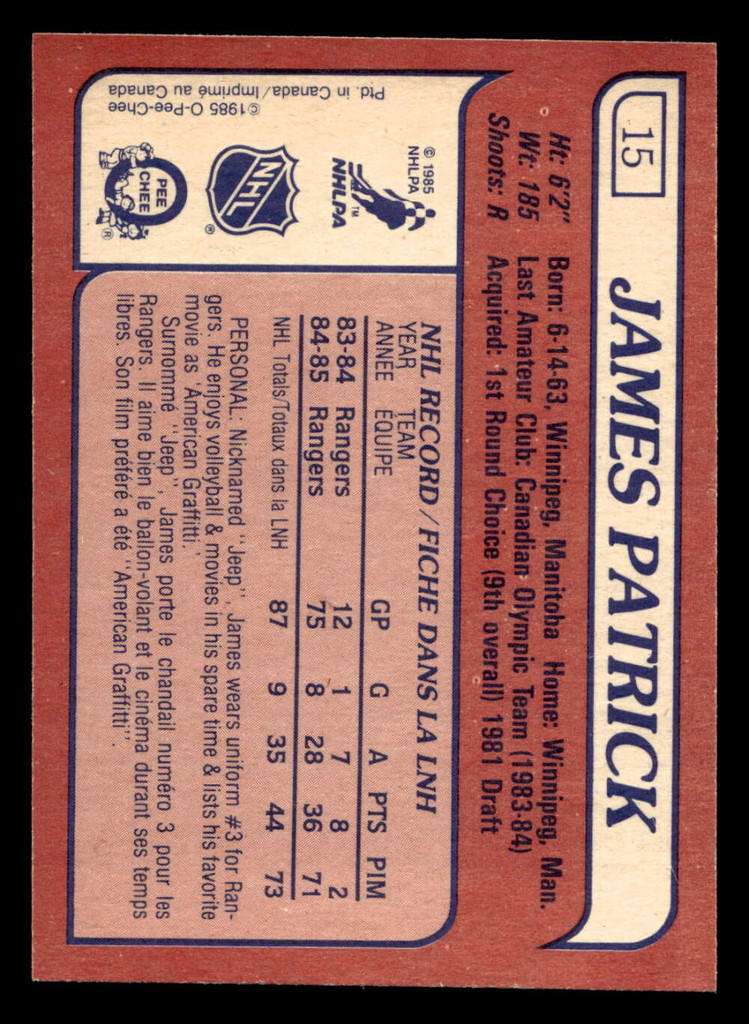 15
JAMES PATRICK
Ht: 6'2" Born: 6-14-63, Winnipeg, Manitoba Home: Winnipeg, Man.
Wt: 185 Last Amateur Club: Canadian Olympic Team (1983-84)
Shoots: R Acquired: 1st Round Choice (9th overall) 1981 Draft
© 1985
NHLPA
NHLPA™
NHL®
O PEE CHEE®
©1985 O-Pee-Chee
Ptd. in Canada/Imprimé au Canada
NHL RECORD/FICHE DANS LA LNH
YEAR TEAM
ANNEE EQUIPE GP G A PTS PIM
83-84 Rangers 12 1 7 8 2
84-85 Rangers 75 8 28 36 71
NHL Totals/Totaux dans la LNH 87 9 35 44 73
PERSONAL: Nicknamed "Jeep", James wears uniform #3 for Ran-
gers. He enjoys volleyball & movies in his spare time & lists his favorite
movie as 'American Graffitti.'
Surnommé "Jeep", James porte le chandail numéro 3 pour les
Rangers. Il aime bien le ballon-volant et le cinéma durant ses temps
libres. Son film préféré a été "American Graffitti".